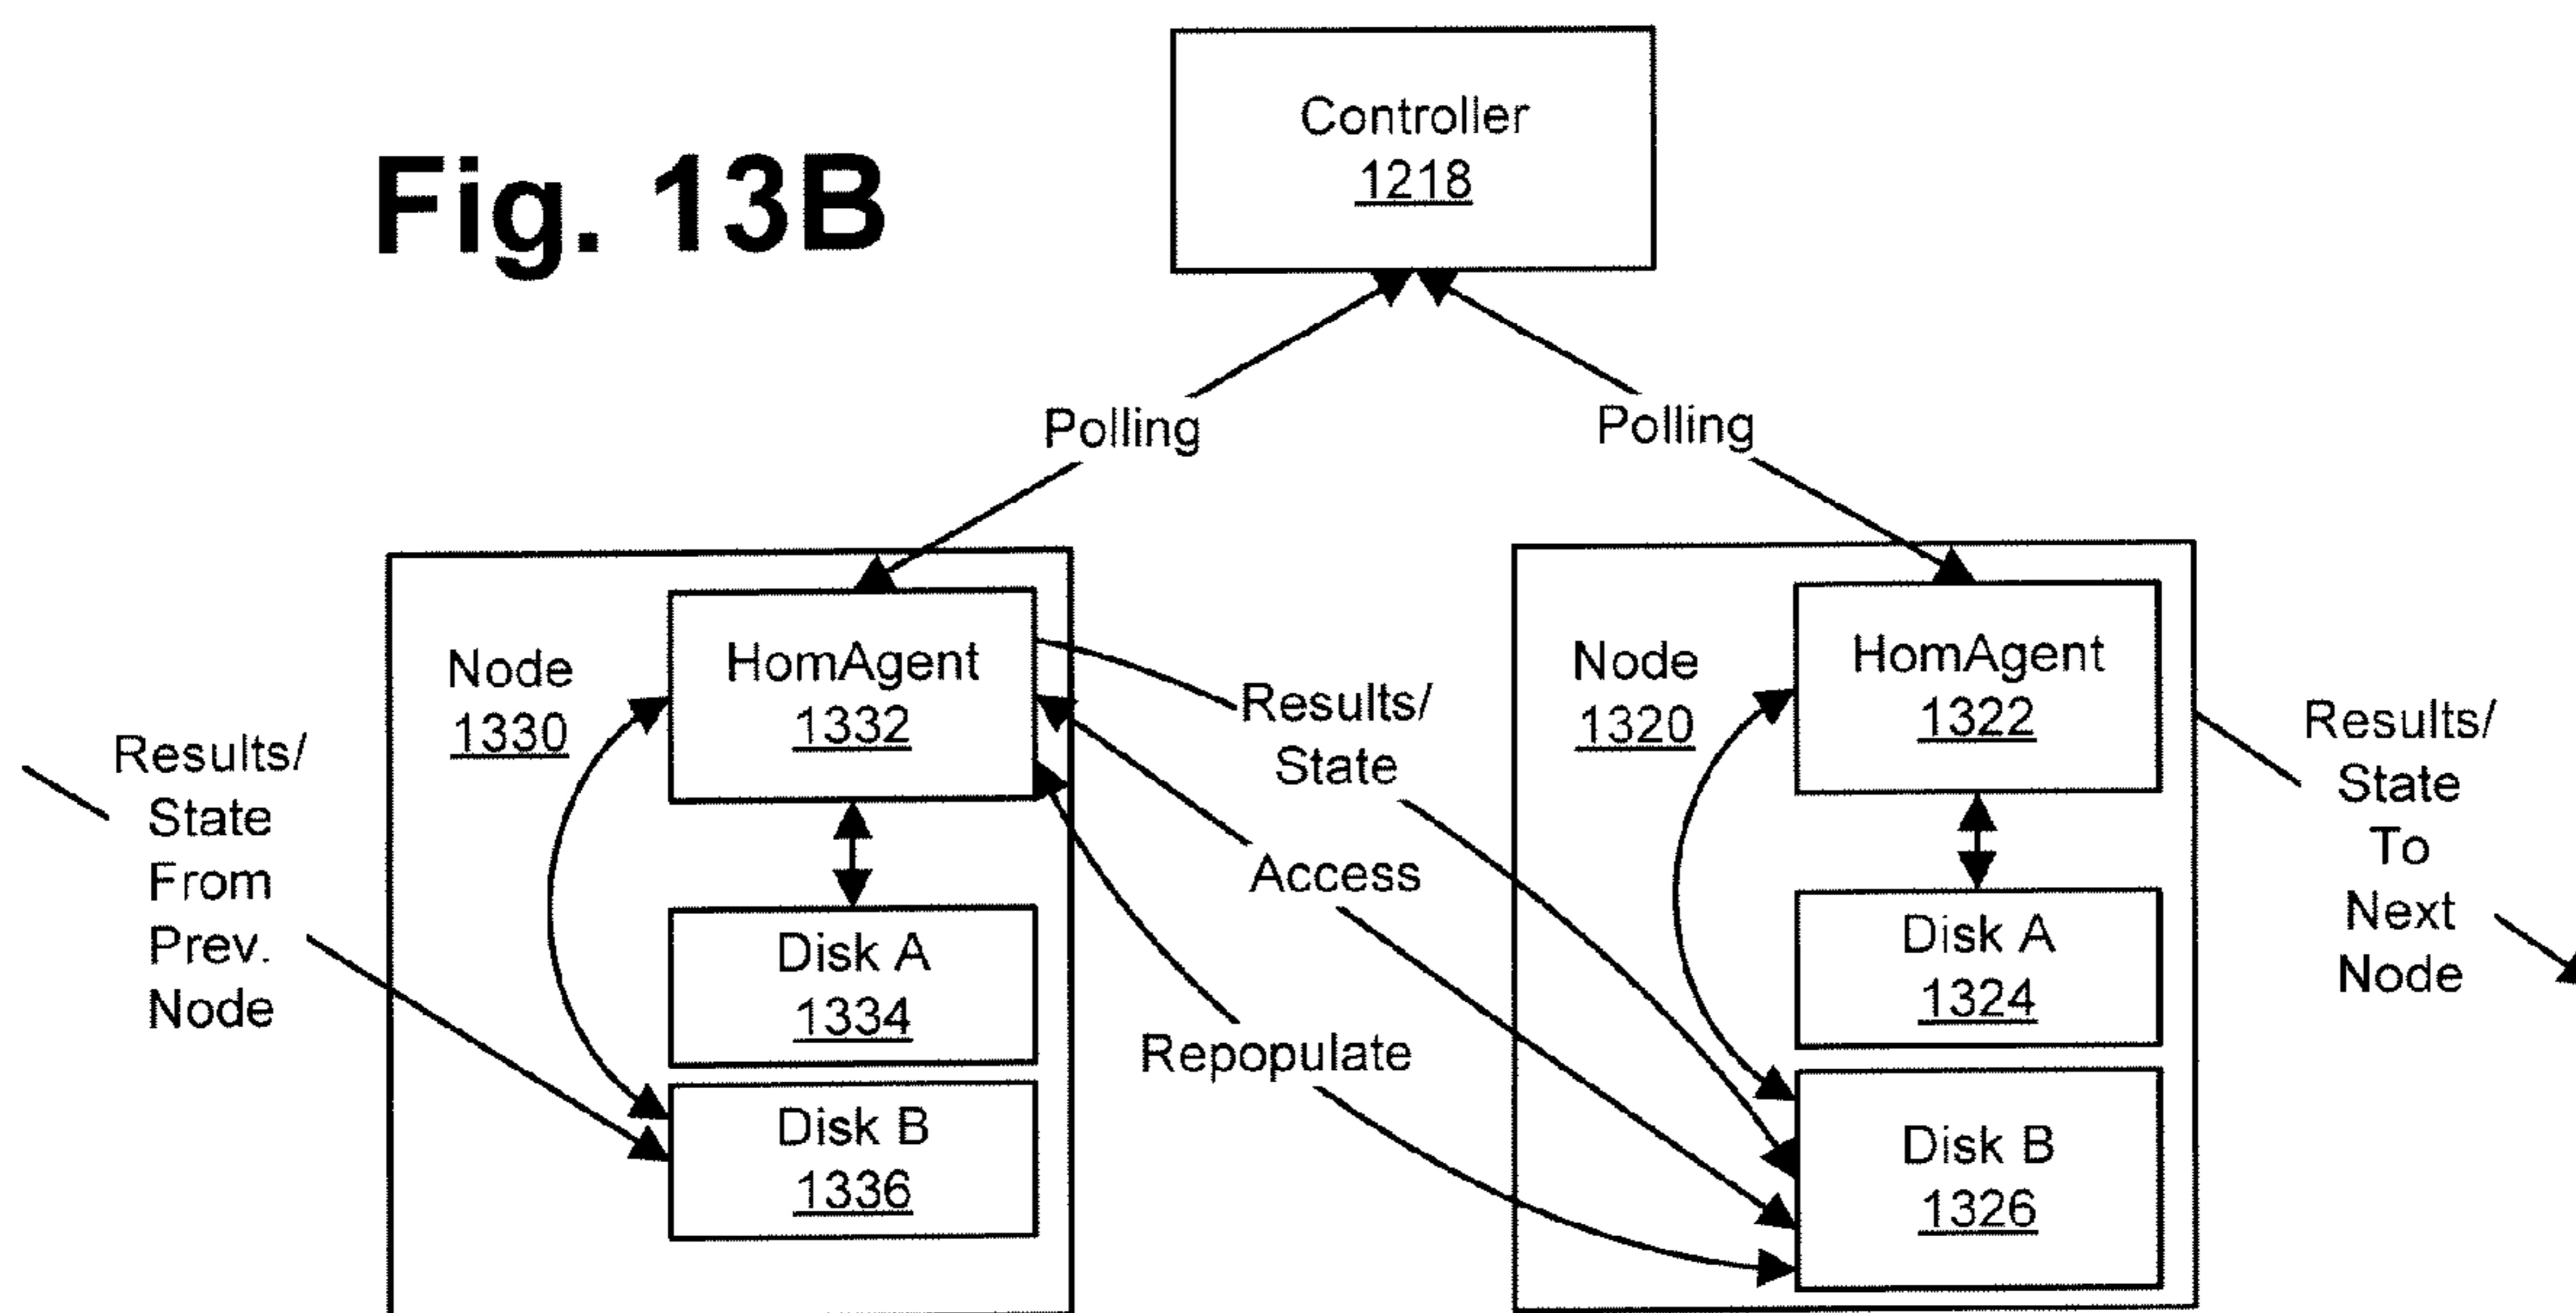 Fig. 13B
Controller
1218
Polling
Polling
Results/
State
From
Prev.
Node
Node
1330
HomAgent
1332
Disk A
1334
Disk B
1336
Results/
State
Access
Repopulate
Node
1320
HomAgent
1322
Disk A
1324
Disk B
1326
Results/
State
To
Next
Node